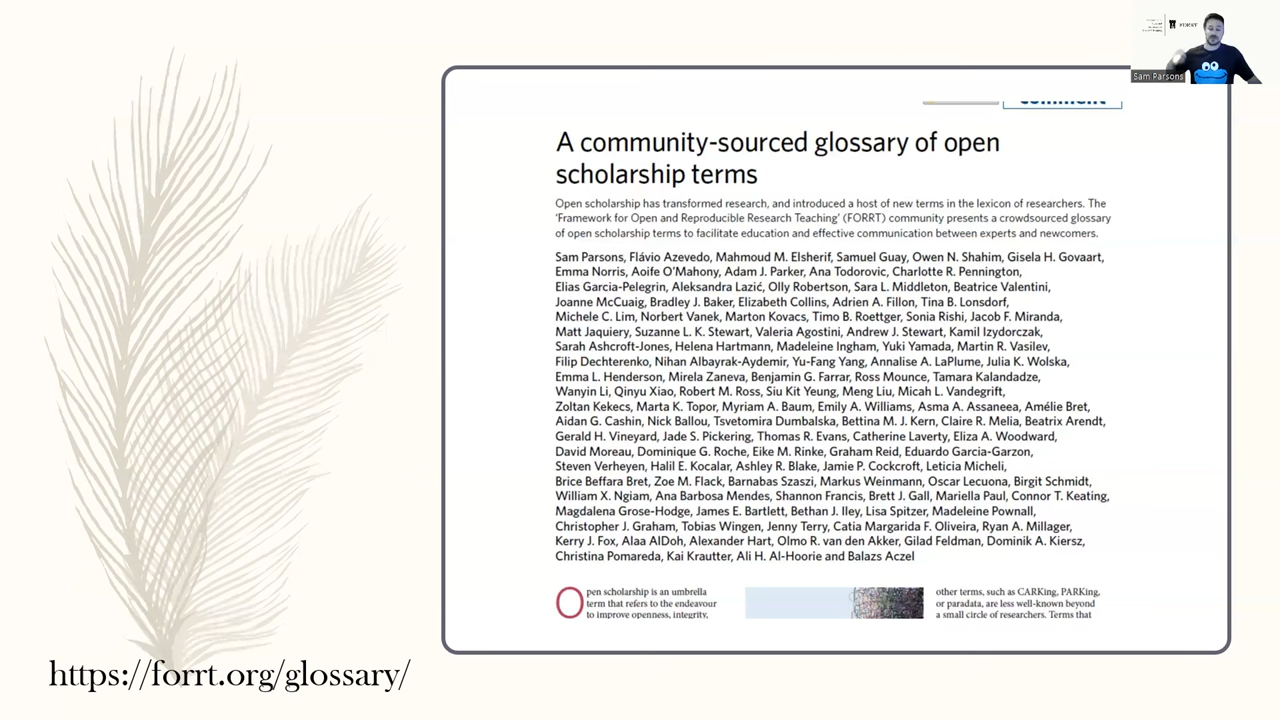 FORRT
Sam Parsons
comment
A community-sourced glossary of open
scholarship terms
Open scholarship has transformed research, and introduced a host of new terms in the lexicon of researchers. The
‘Framework for Open and Reproducible Research Teaching’ (FORRT) community presents a crowdsourced glossary
of open scholarship terms to facilitate education and effective communication between experts and newcomers.
Sam Parsons, Flávio Azevedo, Mahmoud M. Elsherif, Samuel Guay, Owen N. Shahim, Gisela H. Govaart,
Emma Norris, Aoife O’Mahony, Adam J. Parker, Ana Todorovic, Charlotte R. Pennington,
Elias Garcia-Pelegrin, Aleksandra Lazić, Olly Robertson, Sara L. Middleton, Beatrice Valentini,
Joanne McCuaig, Bradley J. Baker, Elizabeth Collins, Adrien A. Fillon, Tina B. Lonsdorf,
Michele C. Lim, Norbert Vanek, Marton Kovacs, Timo B. Roettger, Sonia Rishi, Jacob F. Miranda,
Matt Jaquiery, Suzanne L. K. Stewart, Valeria Agostini, Andrew J. Stewart, Kamil Izydorczak,
Sarah Ashcroft-Jones, Helena Hartmann, Madeleine Ingham, Yuki Yamada, Martin R. Vasilev,
Filip Dechterenko, Nihan Albayrak-Aydemir, Yu-Fang Yang, Annalise A. LaPlume, Julia K. Wolska,
Emma L. Henderson, Mirela Zaneva, Benjamin G. Farrar, Ross Mounce, Tamara Kalandadze,
Wanyin Li, Qinyu Xiao, Robert M. Ross, Siu Kit Yeung, Meng Liu, Micah L. Vandegrift,
Zoltan Kekecs, Marta K. Topor, Myriam A. Baum, Emily A. Williams, Asma A. Assaneea, Amélie Bret,
Aidan G. Cashin, Nick Ballou, Tsvetomira Dumbalska, Bettina M. J. Kern, Claire R. Melia, Beatrix Arendt,
Gerald H. Vineyard, Jade S. Pickering, Thomas R. Evans, Catherine Laverty, Eliza A. Woodward,
David Moreau, Dominique G. Roche, Eike M. Rinke, Graham Reid, Eduardo Garcia-Garzon,
Steven Verheyen, Halil E. Kocalar, Ashley R. Blake, Jamie P. Cockcroft, Leticia Micheli,
Brice Beffara Bret, Zoe M. Flack, Barnabas Szaszi, Markus Weinmann, Oscar Lecuona, Birgit Schmidt,
William X. Ngiam, Ana Barbosa Mendes, Shannon Francis, Brett J. Gall, Mariella Paul, Connor T. Keating,
Magdalena Grose-Hodge, James E. Bartlett, Bethan J. Iley, Lisa Spitzer, Madeleine Pownall,
Christopher J. Graham, Tobias Wingen, Jenny Terry, Catia Margarida F. Oliveira, Ryan A. Millager,
Kerry J. Fox, Alaa AlDoh, Alexander Hart, Olmo R. van den Akker, Gilad Feldman, Dominik A. Kiersz,
Christina Pomareda, Kai Krautter, Ali H. Al-Hoorie and Balazs Aczel
Open scholarship is an umbrella
term that refers to the endeavour
to improve openness, integrity,
other terms, such as CARKing, PARKing,
or paradata, are less well-known beyond
a small circle of researchers. Terms that
https://forrt.org/glossary/